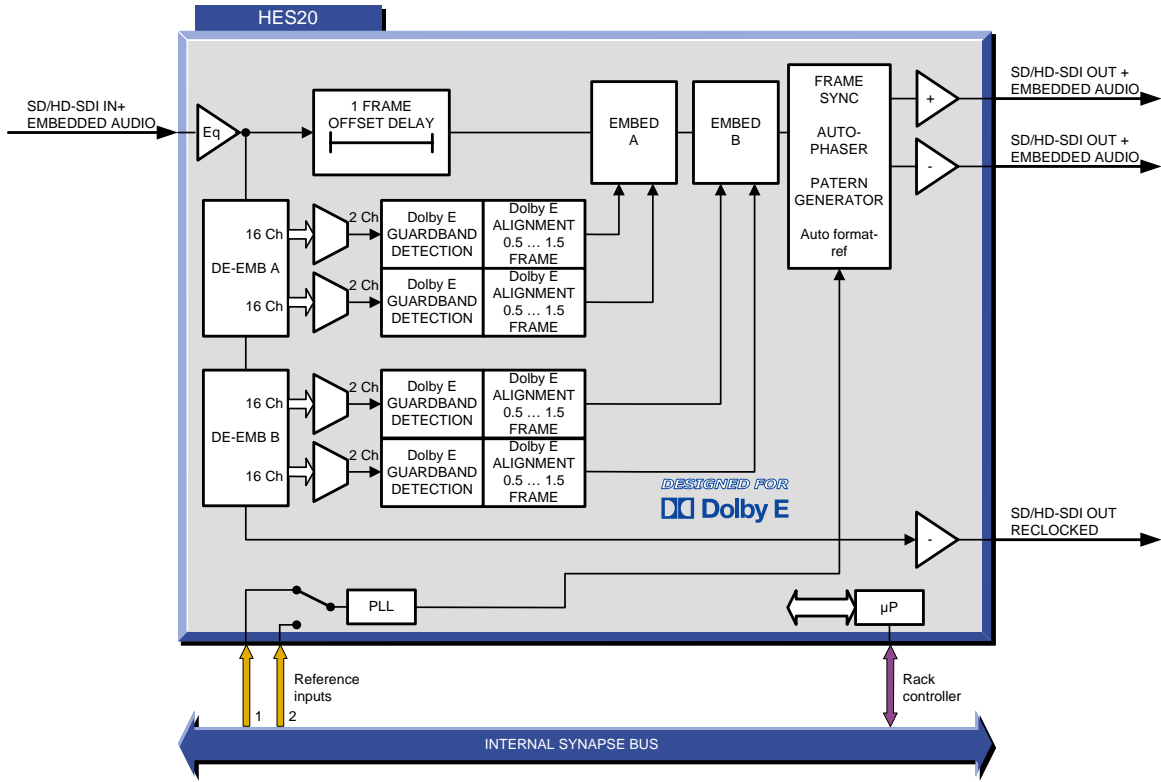 HES20
SD/HD-SDI IN+
EMBEDDED AUDIO
Eq
1 FRAME
OFFSET DELAY
EMBED
A
EMBED
B
FRAME
SYNC
AUTO-
PHASER
PATERN
GENERATOR
Auto format-
ref
+
-
SD/HD-SDI OUT +
EMBEDDED AUDIO
SD/HD-SDI OUT +
EMBEDDED AUDIO
16 Ch
DE-EMB A
16 Ch
2 Ch
Dolby E
GUARDBAND
DETECTION
Dolby E
ALIGNMENT
0.5 … 1.5
FRAME
2 Ch
Dolby E
GUARDBAND
DETECTION
Dolby E
ALIGNMENT
0.5 … 1.5
FRAME
16 Ch
DE-EMB B
16 Ch
2 Ch
Dolby E
GUARDBAND
DETECTION
Dolby E
ALIGNMENT
0.5 … 1.5
FRAME
2 Ch
Dolby E
GUARDBAND
DETECTION
Dolby E
ALIGNMENT
0.5 … 1.5
FRAME
DESIGNED FOR
Dolby E
-
SD/HD-SDI OUT
RECLOCKED
PLL
µP
Reference
inputs
1
2
Rack
controller
INTERNAL SYNAPSE BUS